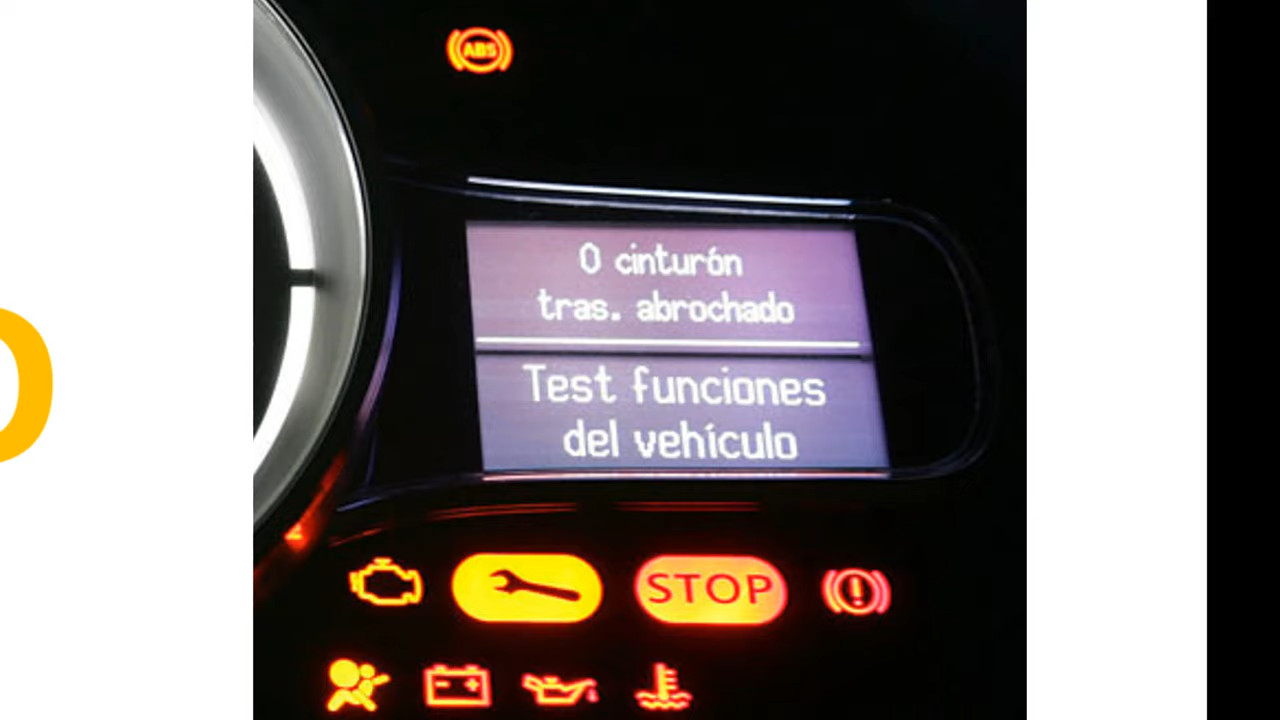 ABS
0 cinturón
tras. abrochado
Test funciones
del vehículo
STOP